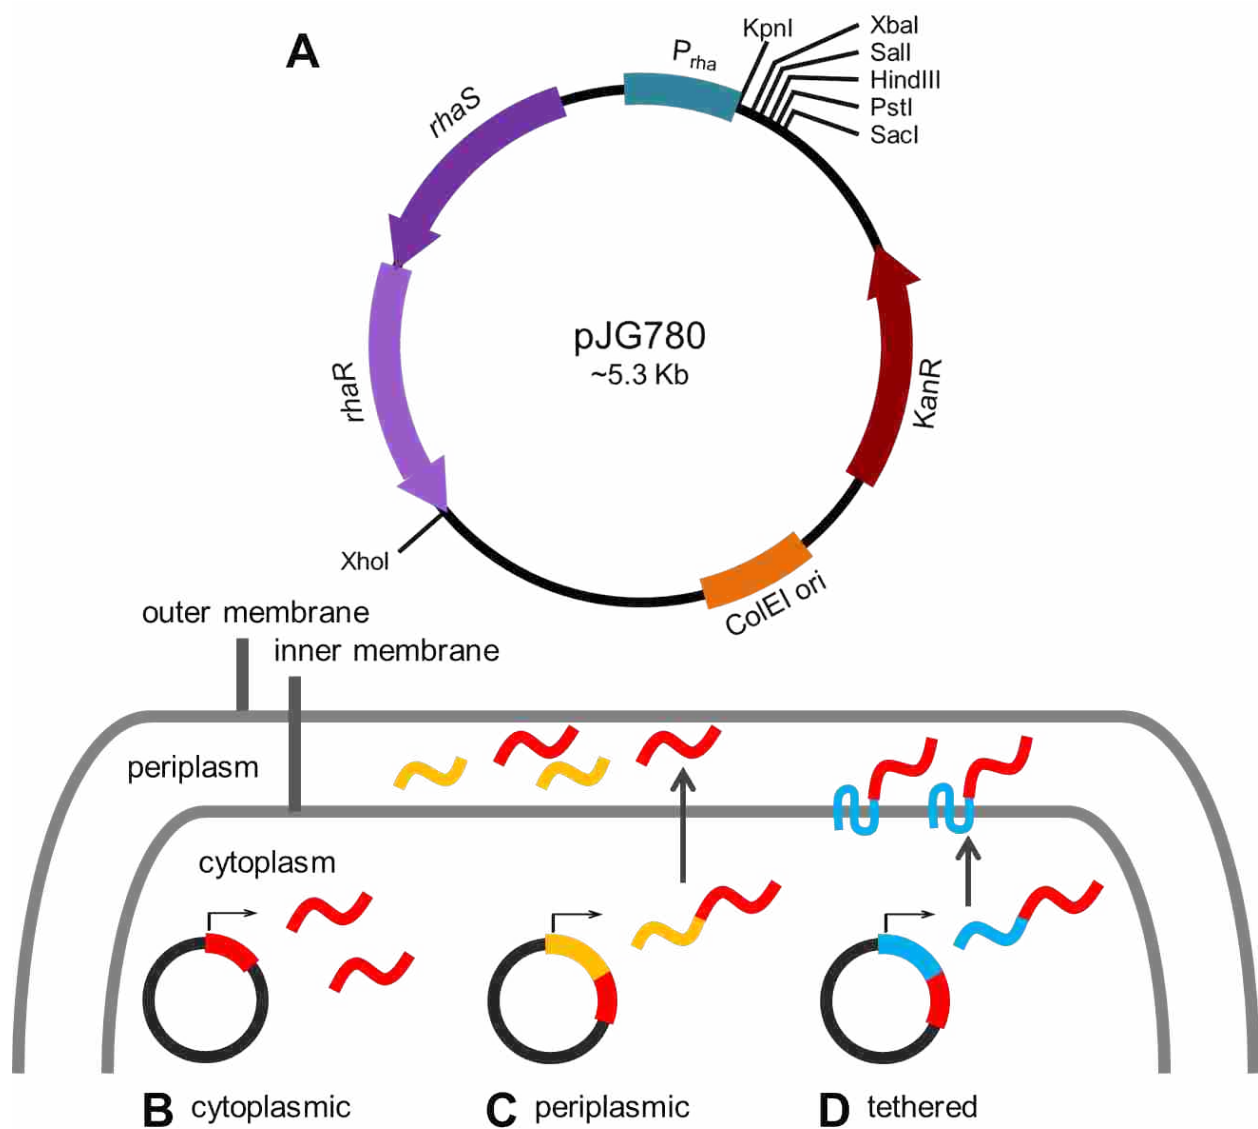 A
KpnI
XbaI
SalI
HindIII
PstI
SacI
Prha
rhaS
rhaR
pJG780
~5.3 Kb
KanR
XhoI
ColEI ori
outer membrane
inner membrane
periplasm
cytoplasm
B cytoplasmic
C periplasmic
D tethered